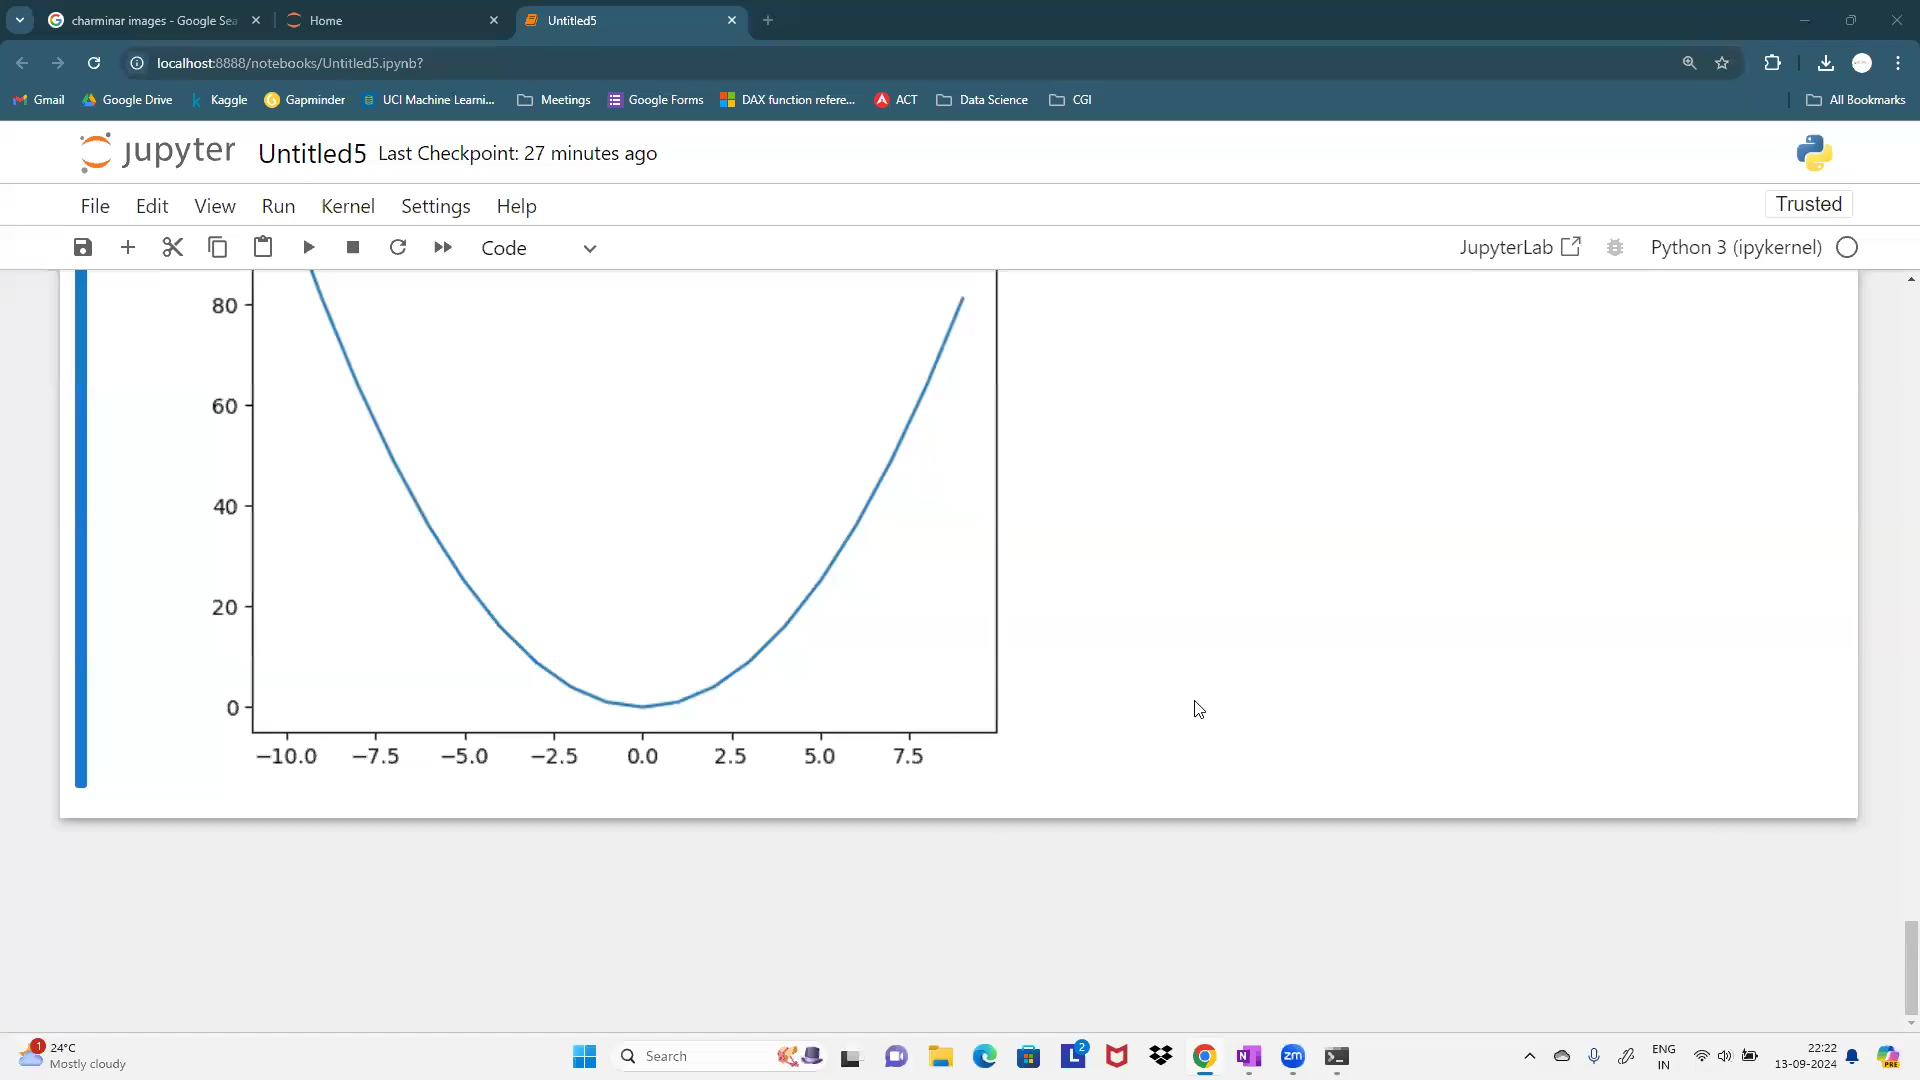 charminar images - Google Sea
Home
Untitled5
localhost:8888/notebooks/Untitled5.ipynb?
Gmail
Google Drive
Kaggle
Gapminder
UCI Machine Learni...
Meetings
Google Forms
DAX function refere...
ACT
Data Science
CGI
All Bookmarks
jupyter
Untitled5
Last Checkpoint: 27 minutes ago
File
Edit
View
Run
Kernel
Settings
Help
Trusted
Code
JupyterLab
Python 3 (ipykernel)
80
60
40
20
0
−10.0
−7.5
−5.0
−2.5
0.0
2.5
5.0
7.5
1
24°C
Mostly cloudy
Search
2
zm
ENG
IN
22:22
13-09-2024
PRE